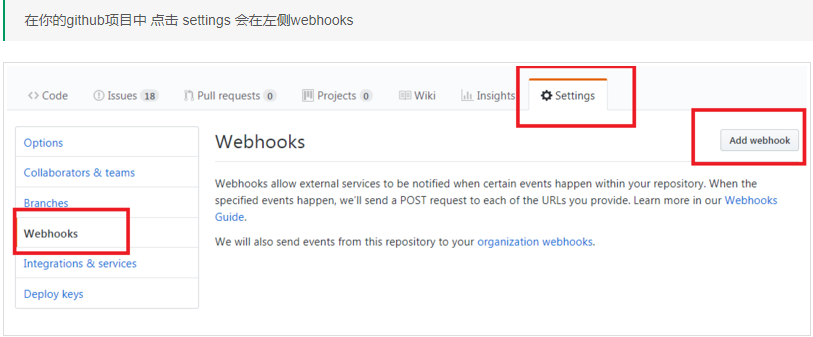 在你的github项目中 点击 settings 会在左侧webhooks
Code Issues 18 Pull requests 0 Projects 0 Wiki Insights Settings
Options
Collaborators & teams
Branches
Webhooks
Integrations & services
Deploy keys
Webhooks
Add webhook
Webhooks allow external services to be notified when certain events happen within your repository. When the
specified events happen, we'll send a POST request to each of the URLs you provide. Learn more in our Webhooks
Guide.
We will also send events from this repository to your organization webhooks.